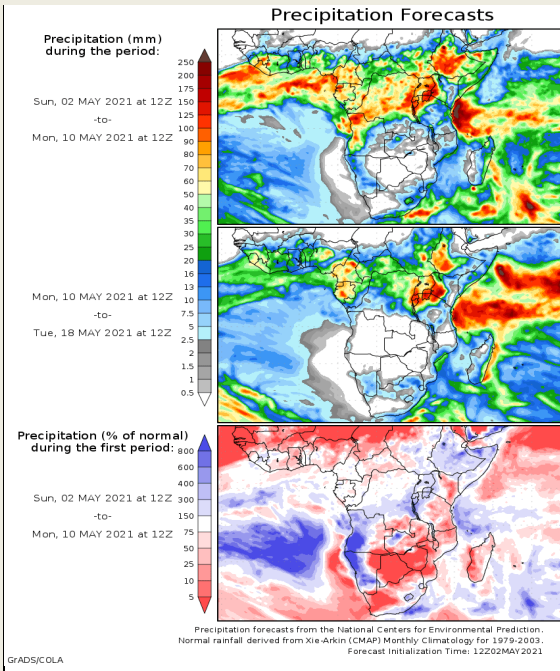 Precipitation Forecasts
Precipitation (mm)
during the period:
Sun, 02 MAY 2021 at 12Z
-to-
Mon, 10 MAY 2021 at 12Z
250
200
175
150
125
100
90
80
70
60
50
40
35
30
25
20
16
13
10
7.5
5
2.5
2
1.5
1
0.5
Mon, 10 MAY 2021 at 12Z
-to-
Tue, 18 MAY 2021 at 12Z
Precipitation (% of normal)
during the first period:
Sun, 02 MAY 2021 at 12Z
-to-
Mon, 10 MAY 2021 at 12Z
800
600
400
300
150
75
50
25
10
5
Precipitation forecasts from the National Centers for Environmental Prediction.
Normal rainfall derived from Xie-Arkin (CMAP) Monthly Climatology for 1979-2003.
Forecast Initialization Time: 12Z02MAY2021
GrADS/COLA